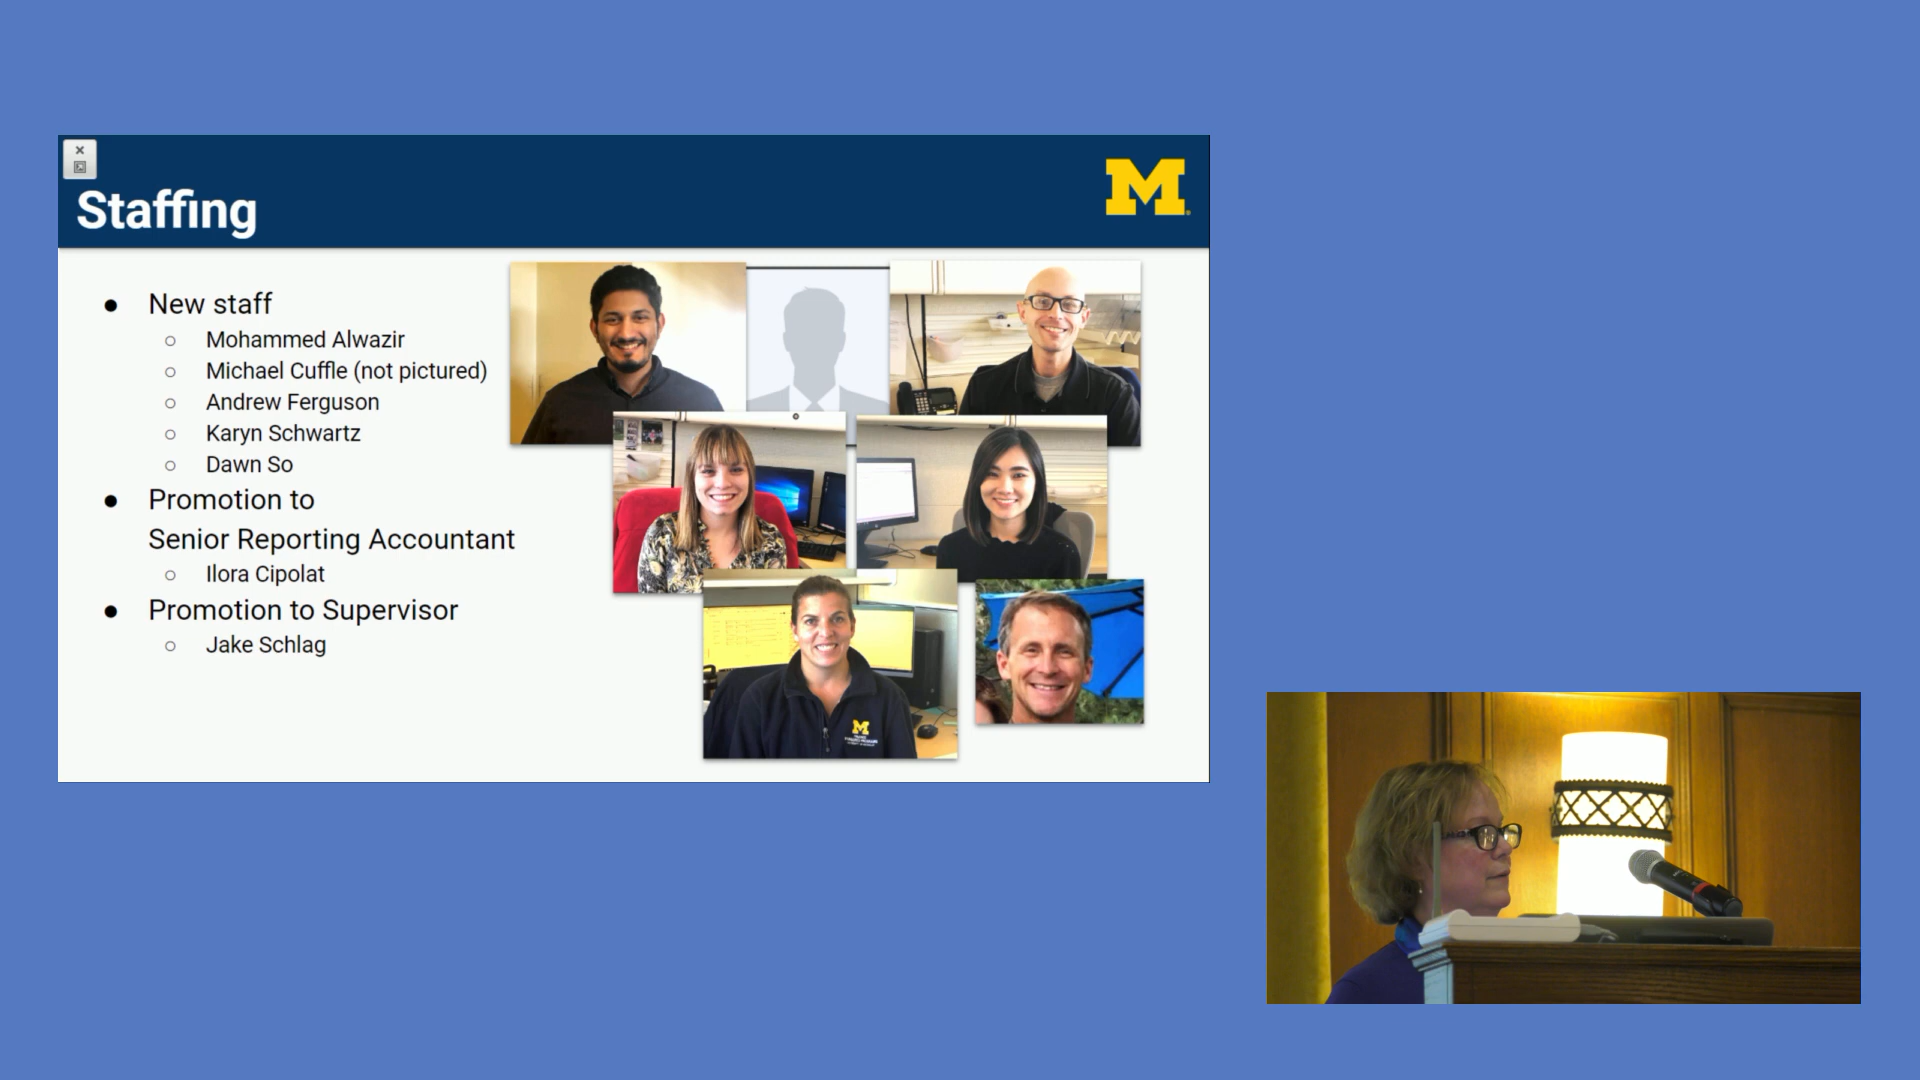 Staffing
M
● New staff
○ Mohammed Alwazir
○ Michael Cuffle (not pictured)
○ Andrew Ferguson
○ Karyn Schwartz
○ Dawn So
● Promotion to
Senior Reporting Accountant
○ Ilora Cipolat
● Promotion to Supervisor
○ Jake Schlag
M